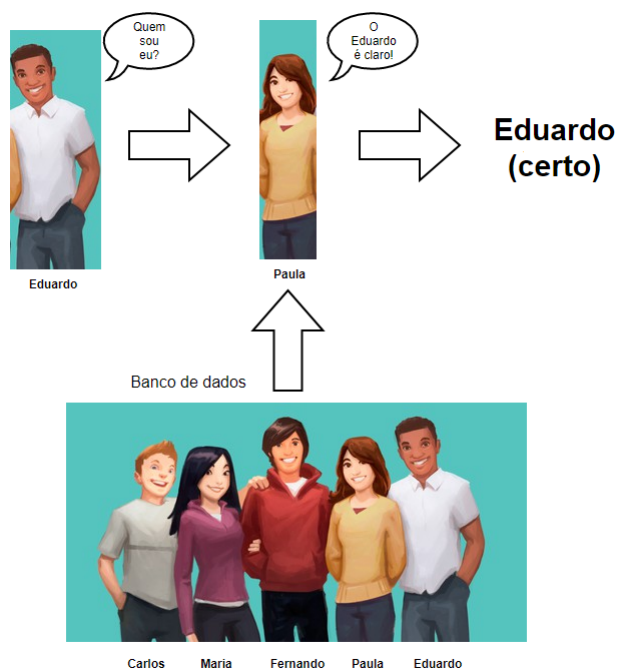 Quem
sou
eu?
O
Eduardo
é claro!
Eduardo
(certo)
Eduardo
Paula
Banco de dados
Carlos Maria Fernando Paula Eduardo